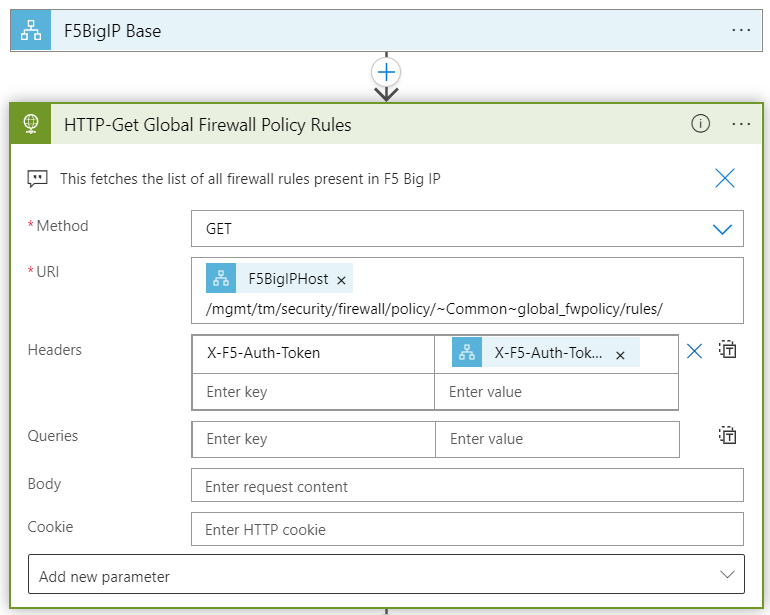 F5BigIP Base
HTTP-Get Global Firewall Policy Rules
This fetches the list of all firewall rules present in F5 Big IP
*Method
GET
*URI
F5BigIPHost
/mgmt/tm/security/firewall/policy/~Common~global_fwpolicy/rules/
Headers
X-F5-Auth-Token X-F5-Auth-Tok...
Enter key Enter value
Queries
Enter key Enter value
Body
Enter request content
Cookie
Enter HTTP cookie
Add new parameter